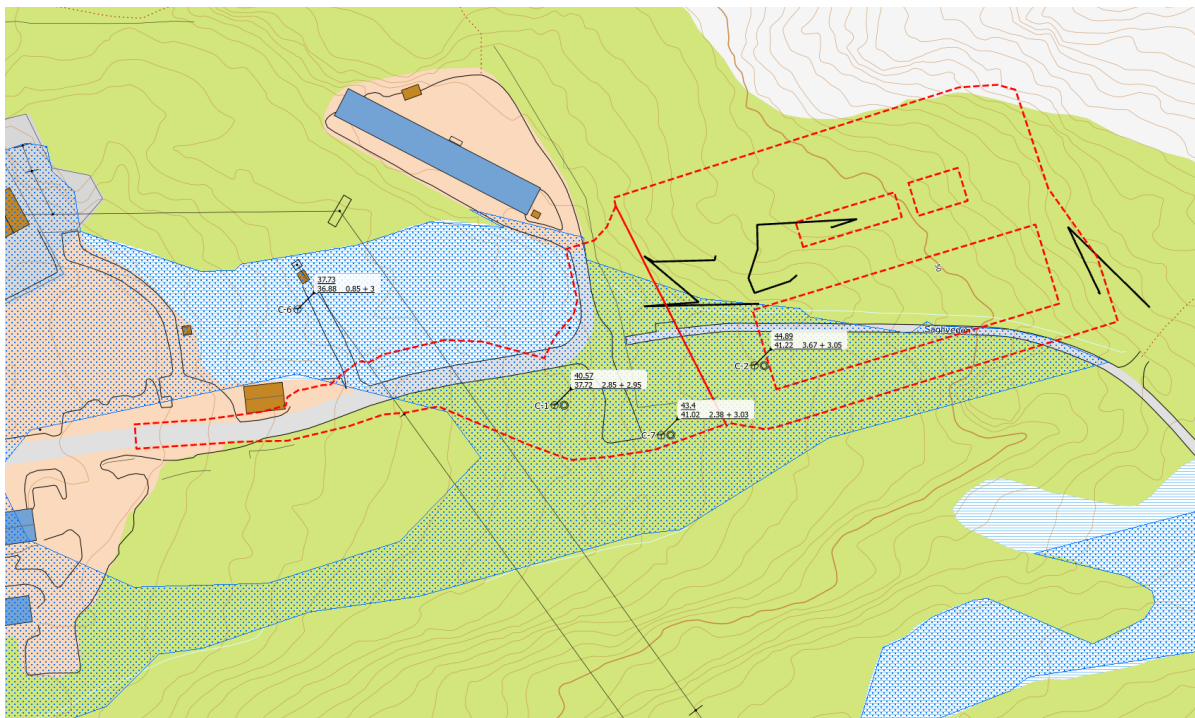 37.73
C-6 36.88 0.85 + 3
44.89
C-2 41.22 3.67 + 3.05
40.57
C-1 37.72 2.85 + 2.95
43.4
C-7 41.02 2.38 + 3.03